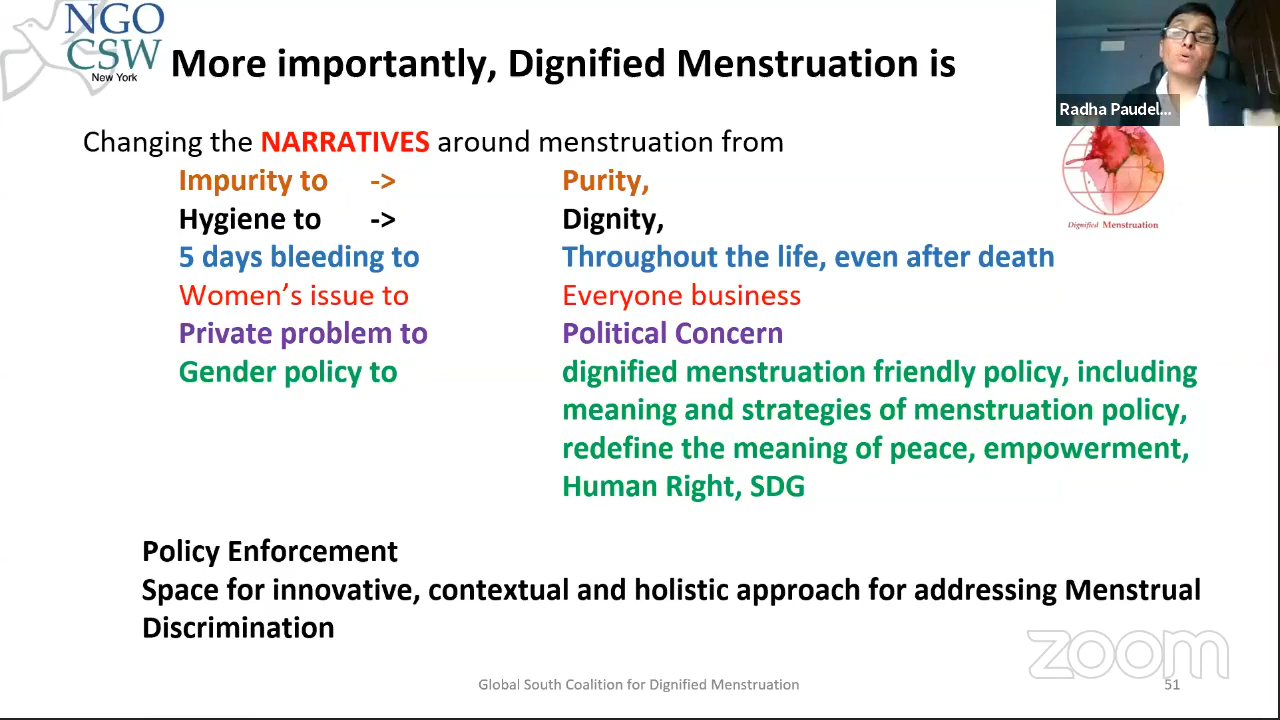 NGO
CSW
New York
More importantly, Dignified Menstruation is
Radha Paudel...
Changing the NARRATIVES around menstruation from
Impurity to -> Purity,
Hygiene to -> Dignity,
5 days bleeding to Throughout the life, even after death
Women's issue to Everyone business
Private problem to Political Concern
Gender policy to dignified menstruation friendly policy, including
meaning and strategies of menstruation policy,
redefine the meaning of peace, empowerment,
Human Right, SDG
Dignified Menstruation
Policy Enforcement
Space for innovative, contextual and holistic approach for addressing Menstrual
Discrimination
zoom
Global South Coalition for Dignified Menstruation
51